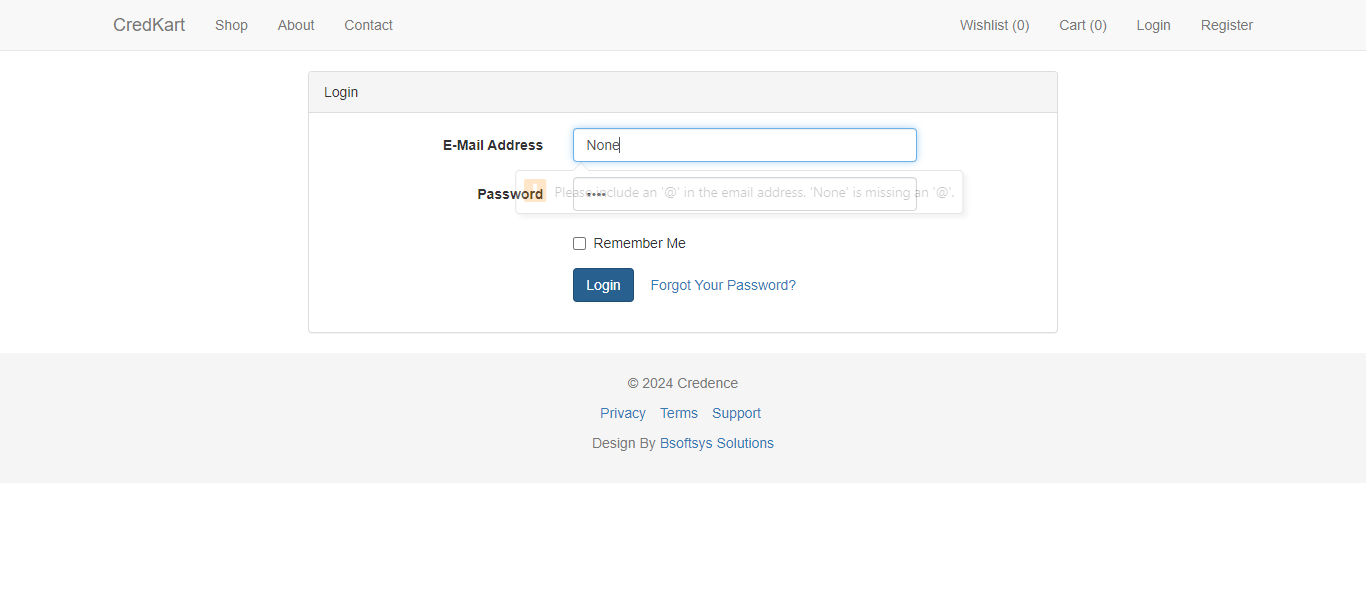 CredKart Shop About Contact Wishlist (0) Cart (0) Login Register
Login
E-Mail Address None
Password ••••
Please include an '@' in the email address. 'None' is missing an '@'.
Remember Me
Login Forgot Your Password?
© 2024 Credence
Privacy Terms Support
Design By Bsoftsys Solutions